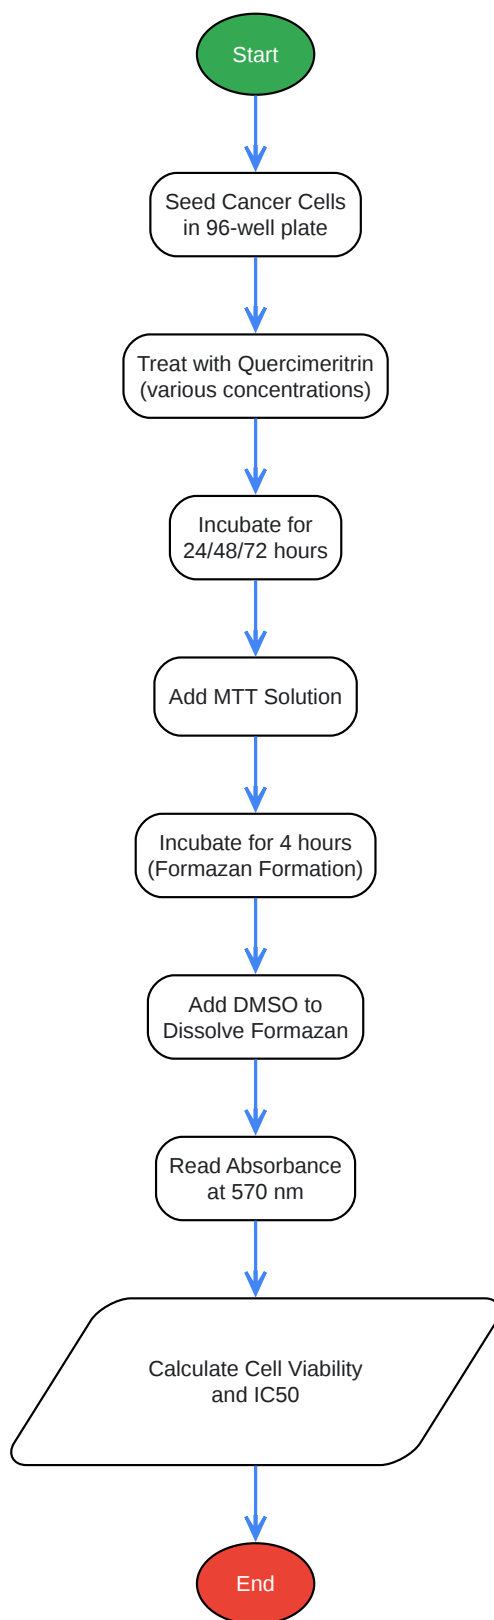 Start
Seed Cancer Cells
in 96-well plate
Treat with Quercimeritrin
(various concentrations)
Incubate for
24/48/72 hours
Add MTT Solution
Incubate for 4 hours
(Formazan Formation)
Add DMSO to
Dissolve Formazan
Read Absorbance
at 570 nm
Calculate Cell Viability
and IC50
End